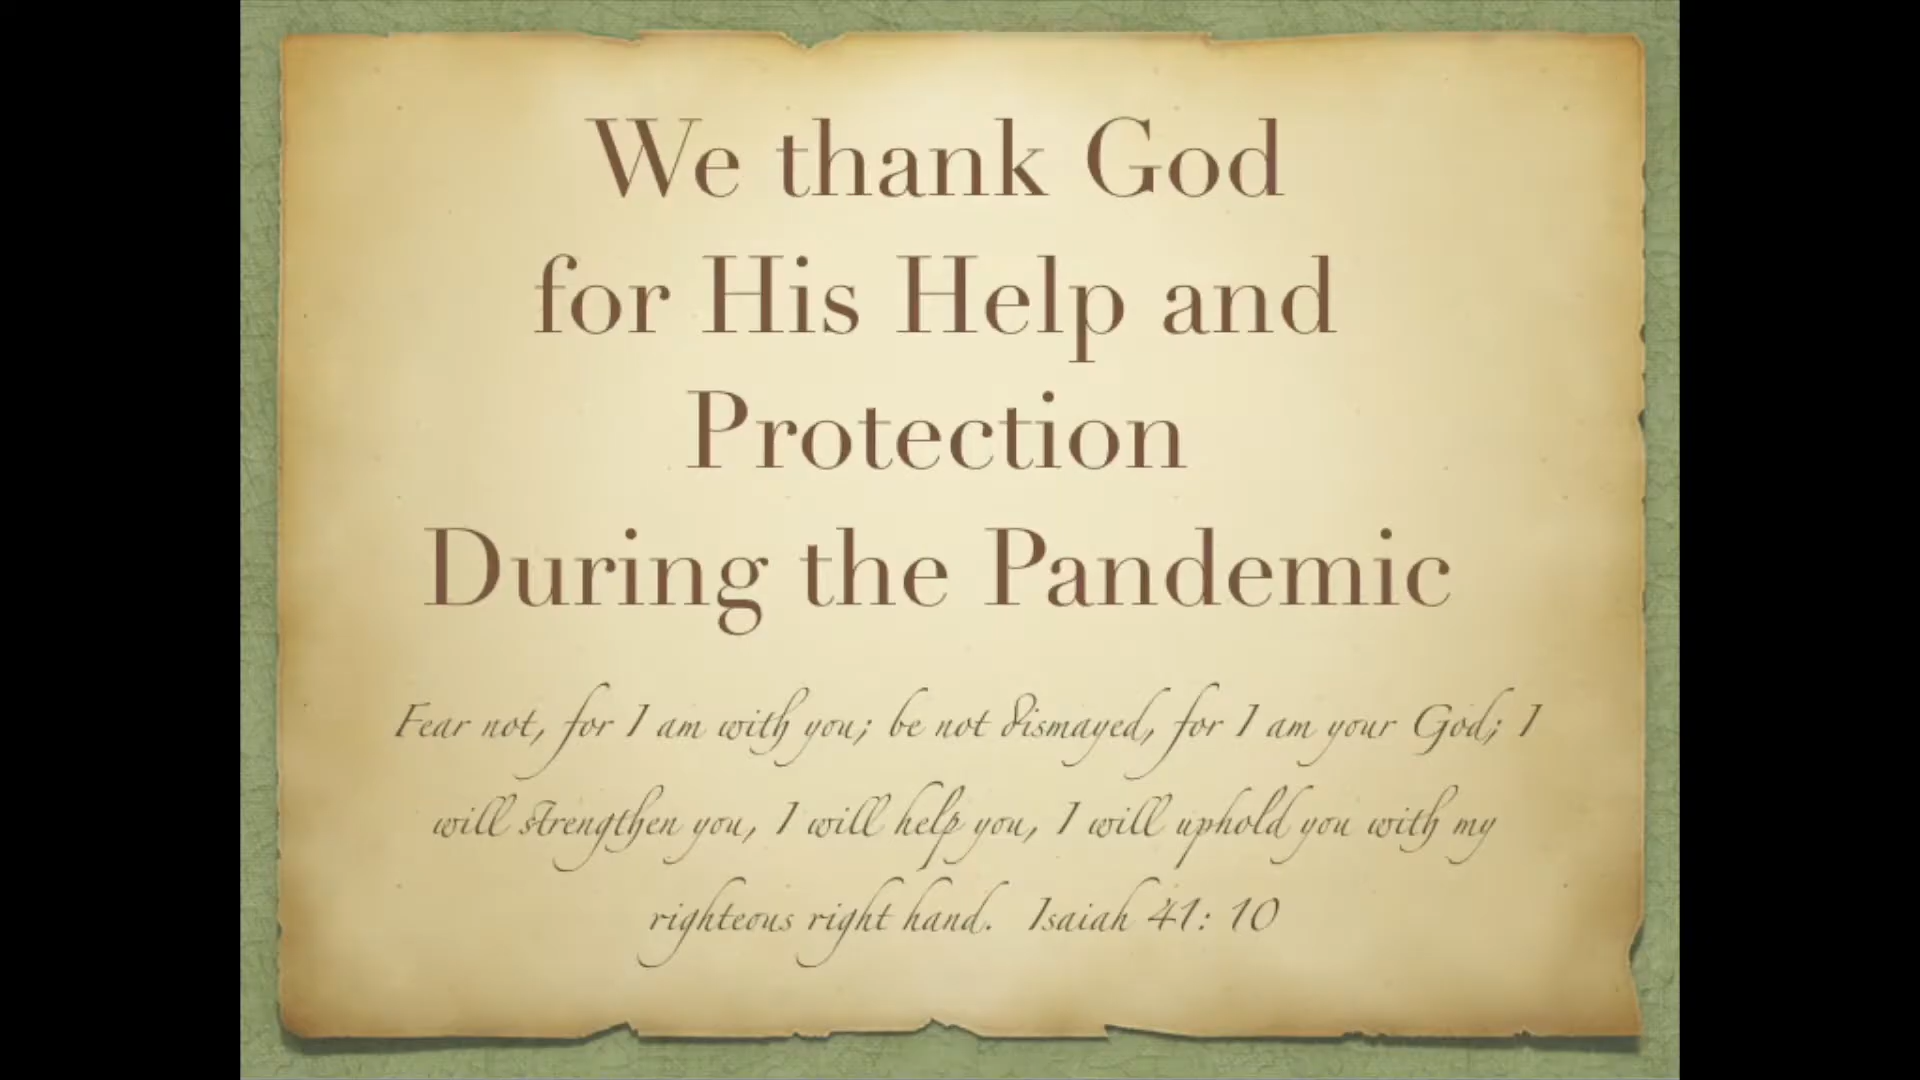 We thank God
for His Help and
Protection
During the Pandemic
Fear not, for I am with you; be not dismayed, for I am your God; I
will strengthen you, I will help you, I will uphold you with my
righteous right hand. Isaiah 41: 10